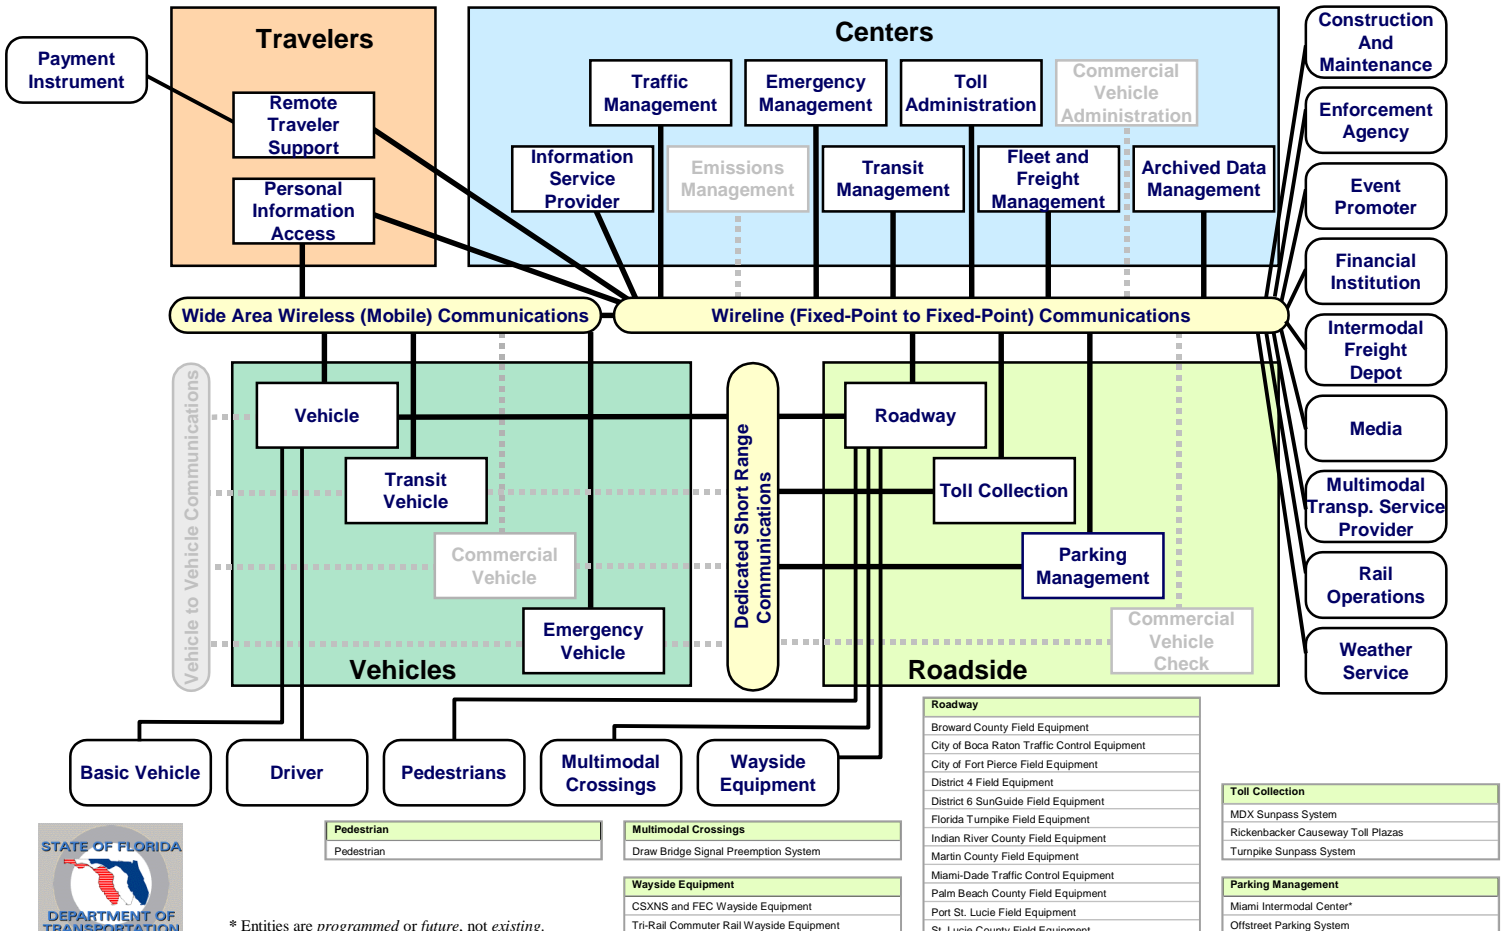 Travelers
Centers
Payment
Instrument
Remote
Traveler
Support
Personal
Information
Access
Traffic
Management
Emergency
Management
Toll
Administration
Commercial
Vehicle
Administration
Information
Service
Provider
Emissions
Management
Transit
Management
Fleet and
Freight
Management
Archived Data
Management
Construction
And
Maintenance
Enforcement
Agency
Event
Promoter
Financial
Institution
Intermodal
Freight
Depot
Media
Multimodal
Transp. Service
Provider
Rail
Operations
Weather
Service
Wide Area Wireless (Mobile) Communications
Wireline (Fixed-Point to Fixed-Point) Communications
Vehicle to Vehicle Communications
Vehicle
Transit
Vehicle
Commercial
Vehicle
Emergency
Vehicle
Vehicles
Dedicated Short Range
Communications
Roadway
Toll Collection
Parking
Management
Commercial
Vehicle
Check
Roadside
Basic Vehicle
Driver
Pedestrians
Multimodal
Crossings
Wayside
Equipment
Roadway
Broward County Field Equipment
City of Boca Raton Traffic Control Equipment
City of Fort Pierce Field Equipment
District 4 Field Equipment
District 6 SunGuide Field Equipment
Florida Turnpike Field Equipment
Indian River County Field Equipment
Martin County Field Equipment
Miami-Dade Traffic Control Equipment
Palm Beach County Field Equipment
Port St. Lucie Field Equipment
St. Lucie County Field Equipment
Toll Collection
MDX Sunpass System
Rickenbacker Causeway Toll Plazas
Turnpike Sunpass System
Parking Management
Miami Intermodal Center*
Offstreet Parking System
Pedestrian
Pedestrian
Multimodal Crossings
Draw Bridge Signal Preemption System
Wayside Equipment
CSXNS and FEC Wayside Equipment
Tri-Rail Commuter Rail Wayside Equipment
STATE OF FLORIDA
DEPARTMENT OF
TRANSPORTATION
* Entities are programmed or future, not existing.